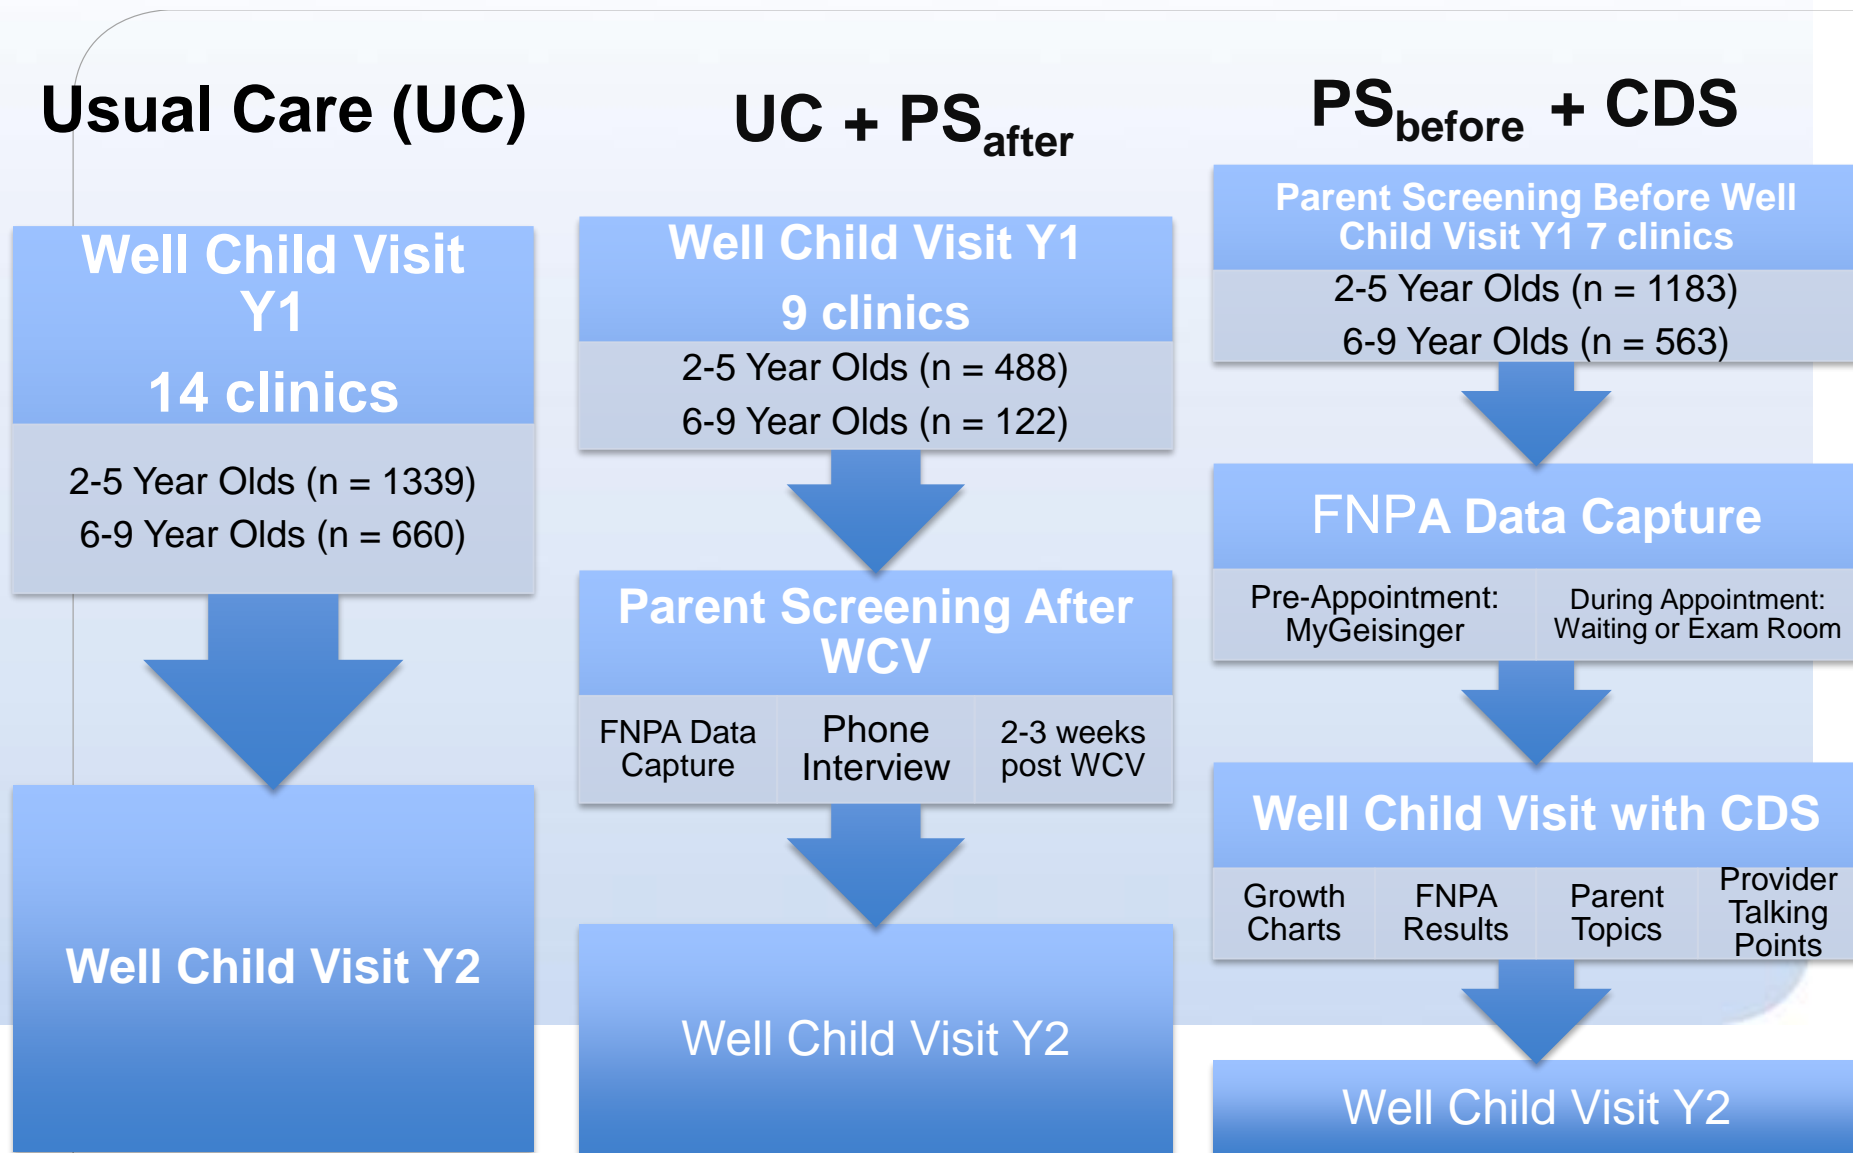 Usual Care (UC)
Well Child Visit
Y1
14 clinics
2-5 Year Olds (n = 1339)
6-9 Year Olds (n = 660)
Well Child Visit Y2
UC + PSafter
Well Child Visit Y1
9 clinics
2-5 Year Olds (n = 488)
6-9 Year Olds (n = 122)
Parent Screening After
WCV
FNPA Data
Capture
Phone
Interview
2-3 weeks
post WCV
Well Child Visit Y2
PSbefore + CDS
Parent Screening Before Well
Child Visit Y1 7 clinics
2-5 Year Olds (n = 1183)
6-9 Year Olds (n = 563)
FNPA Data Capture
Pre-Appointment:
MyGeisinger
During Appointment:
Waiting or Exam Room
Well Child Visit with CDS
Growth
Charts
FNPA
Results
Parent
Topics
Provider
Talking
Points
Well Child Visit Y2